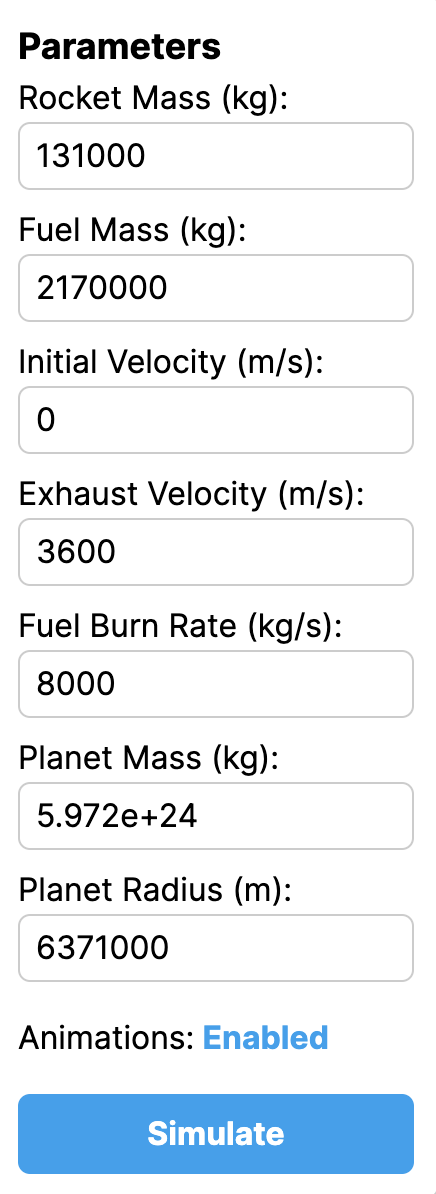 Parameters
Rocket Mass (kg):
131000
Fuel Mass (kg):
2170000
Initial Velocity (m/s):
0
Exhaust Velocity (m/s):
3600
Fuel Burn Rate (kg/s):
8000
Planet Mass (kg):
5.972e+24
Planet Radius (m):
6371000
Animations: Enabled
Simulate